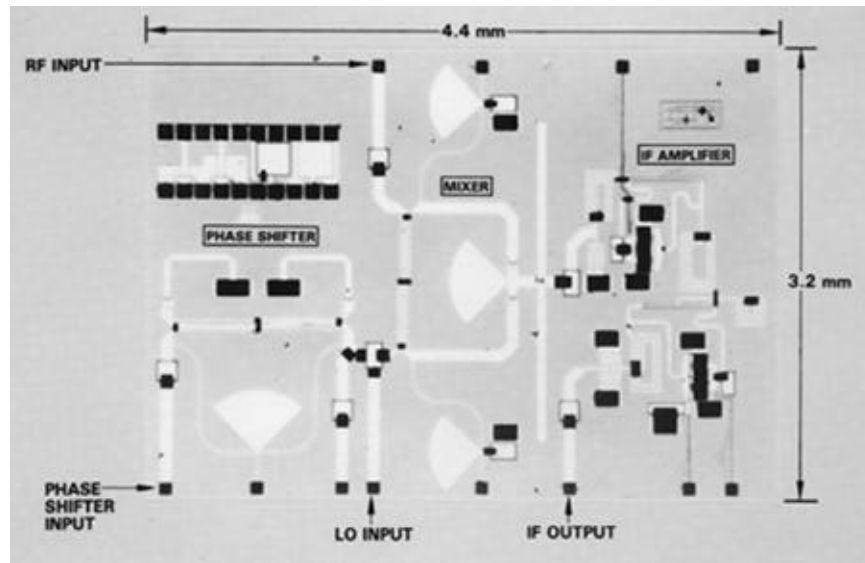 4.4 mm
RF INPUT
IF AMPLIFIER
MIXER
PHASE SHIFTER
3.2 mm
PHASE
SHIFTER
INPUT
LO INPUT
IF OUTPUT